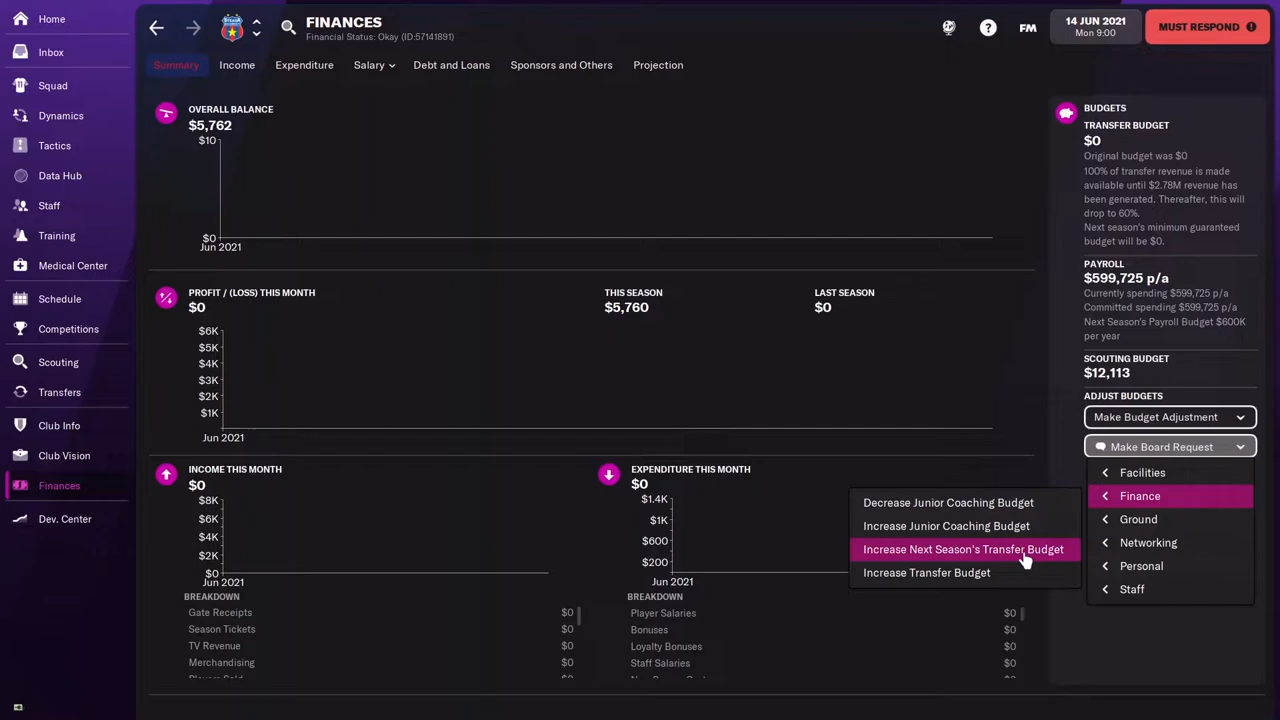 Home
Inbox
Squad
Dynamics
Tactics
Data Hub
Staff
Training
Medical Center
Schedule
Competitions
Scouting
Transfers
Club Info
Club Vision
Finances
Dev. Center
FINANCES
Financial Status: Okay (ID:57141891)
FM
14 JUN 2021
Mon 9:00
MUST RESPOND
Summary
Income
Expenditure
Salary
Debt and Loans
Sponsors and Others
Projection
OVERALL BALANCE
$5,762
$10
$0
Jun 2021
PROFIT / (LOSS) THIS MONTH
$0
THIS SEASON
$5,760
LAST SEASON
$0
$6K
$5K
$4K
$3K
$2K
$1K
Jun 2021
INCOME THIS MONTH
$0
$8K
$6K
$4K
$2K
$0
Jun 2021
BREAKDOWN
Gate Receipts $0
Season Tickets $0
TV Revenue $0
Merchandising $0
EXPENDITURE THIS MONTH
$0
$1.4K
$1K
$600
$200
Jun 2021
BREAKDOWN
Player Salaries $0
Bonuses $0
Loyalty Bonuses $0
Staff Salaries $0
BUDGETS
TRANSFER BUDGET
$0
Original budget was $0
100% of transfer revenue is made
available until $2.78M revenue has
been generated. Thereafter, this will
drop to 60%.
Next season's minimum guaranteed
budget will be $0.
PAYROLL
$599,725 p/a
Currently spending $599,725 p/a
Committed spending $599,725 p/a
Next Season's Payroll Budget $600K
per year
SCOUTING BUDGET
$12,113
ADJUST BUDGETS
Make Budget Adjustment
Make Board Request
Facilities
Finance
Ground
Networking
Personal
Staff
Decrease Junior Coaching Budget
Increase Junior Coaching Budget
Increase Next Season's Transfer Budget
Increase Transfer Budget